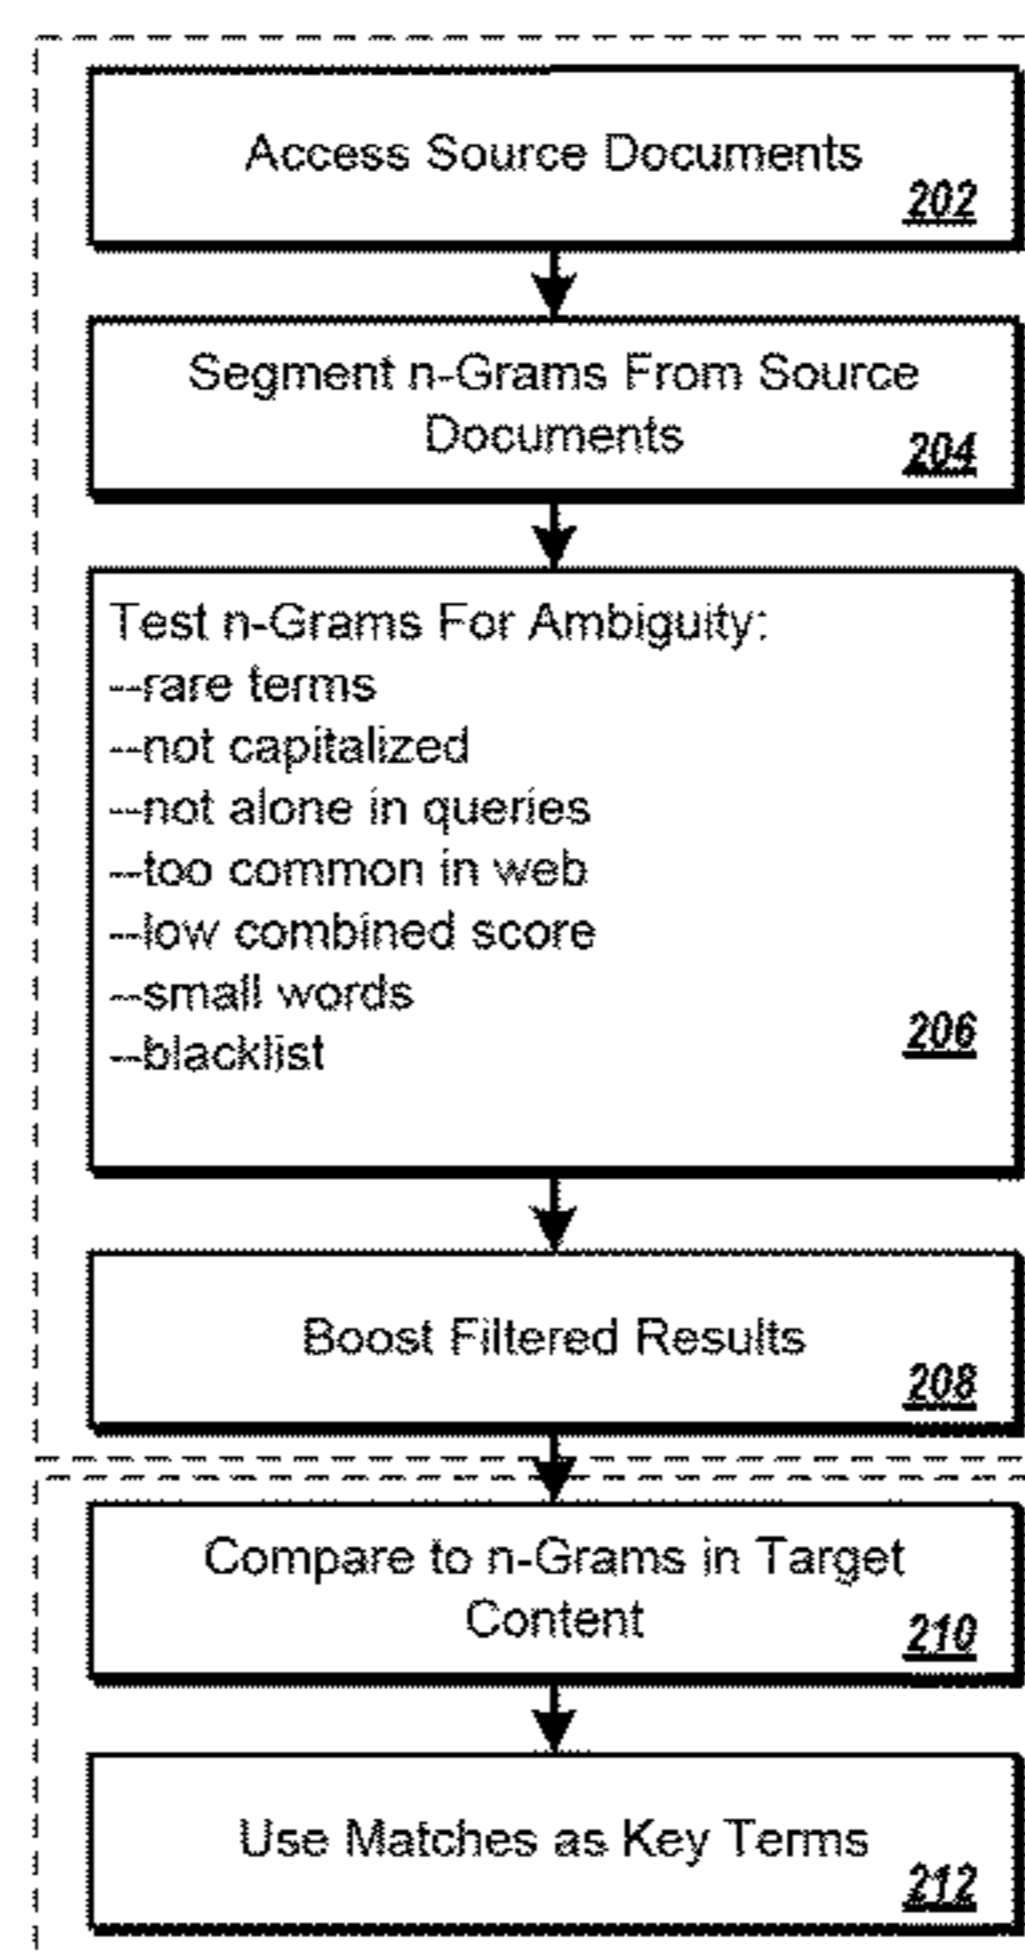 Access Source Documents
202
Segment n-Grams From Source
Documents
204
Test n-Grams For Ambiguity:
--rare terms
--not capitalized
--not alone in queries
--too common in web
--low combined score
--small words
--blacklist
206
Boost Filtered Results
208
Compare to n-Grams in Target
Content
210
Use Matches as Key Terms
212